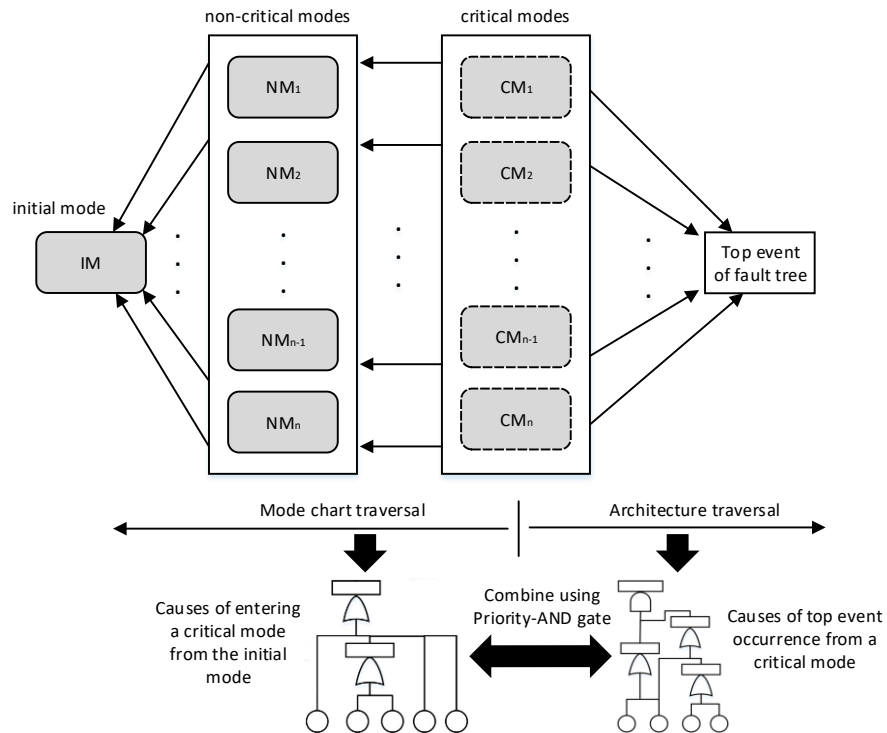 non-critical modes
critical modes
NM1
CM1
NM2
CM2
initial mode
IM
Top event
of fault tree
NMn-1
CMn-1
NMn
CMn
Mode chart traversal
Architecture traversal
Causes of entering
a critical mode
from the initial
mode
Combine using
Priority-AND gate
Causes of top event
occurrence from a
critical mode